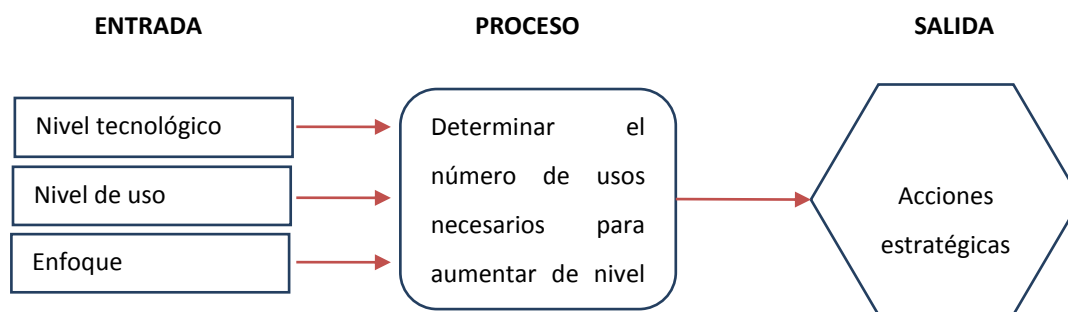 ENTRADA
PROCESO
SALIDA
Nivel tecnológico
Nivel de uso
Enfoque
Determinar el
número de usos
necesarios para
aumentar de nivel
Acciones
estratégicas